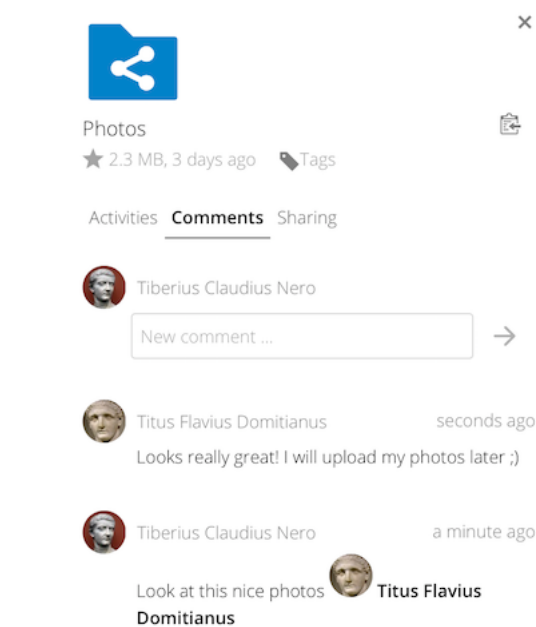 Photos
2.3 MB, 3 days ago Tags
Activities Comments Sharing
Tiberius Claudius Nero
New comment ...
Titus Flavius Domitianus seconds ago
Looks really great! I will upload my photos later ;)
Tiberius Claudius Nero a minute ago
Look at this nice photos Titus Flavius
Domitianus